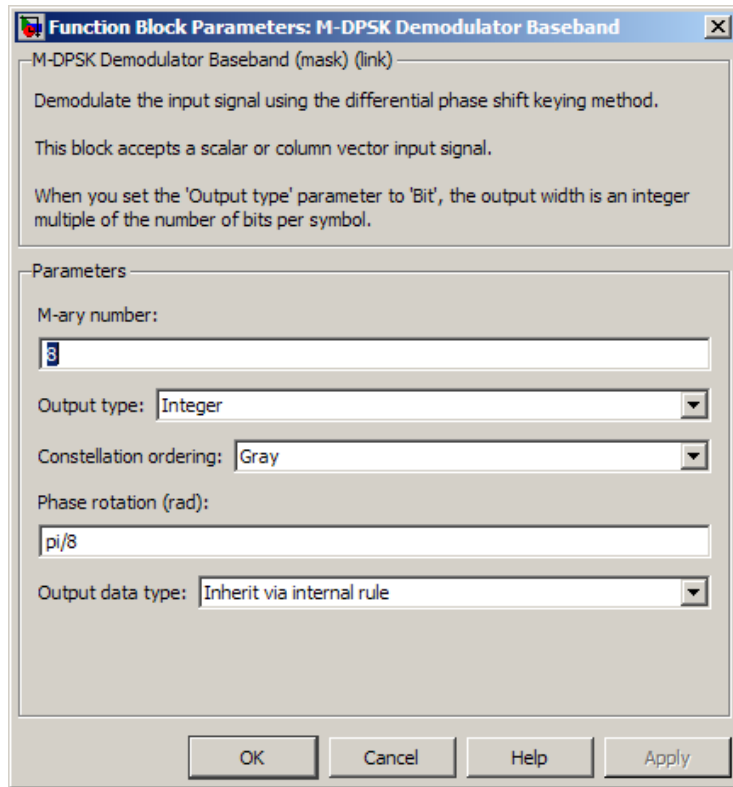 Function Block Parameters: M-DPSK Demodulator Baseband
M-DPSK Demodulator Baseband (mask) (link)
Demodulate the input signal using the differential phase shift keying method.
This block accepts a scalar or column vector input signal.
When you set the 'Output type' parameter to 'Bit', the output width is an integer
multiple of the number of bits per symbol.
Parameters
M-ary number:
8
Output type: Integer
Constellation ordering: Gray
Phase rotation (rad):
pi/8
Output data type: Inherit via internal rule
OK Cancel Help Apply